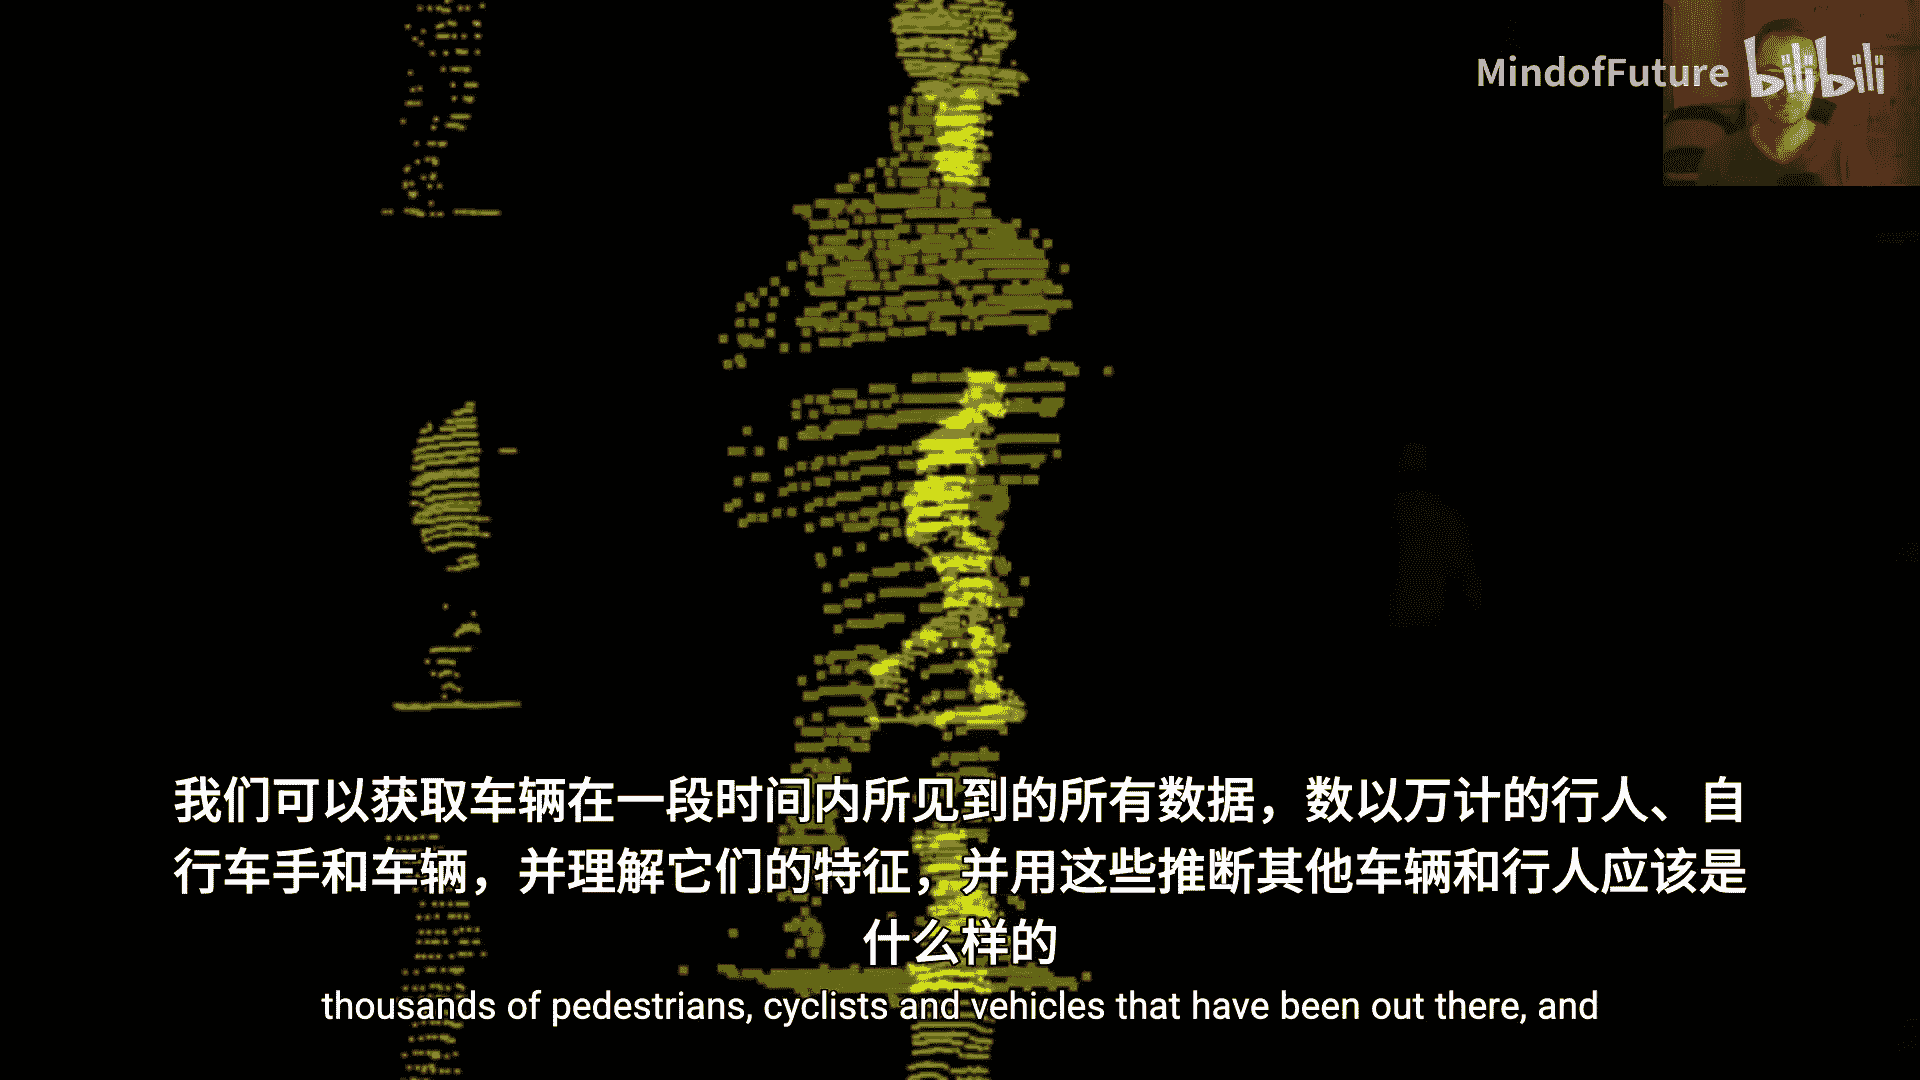 MindofFuture bilibili
我们可以获取车辆在一段时间内所见到的所有数据，数以万计的行人、自
行车手和车辆，并理解它们的特征，并用这些推断其他车辆和行人应该是
什么样的
thousands of pedestrians, cyclists and vehicles that have been out there, and